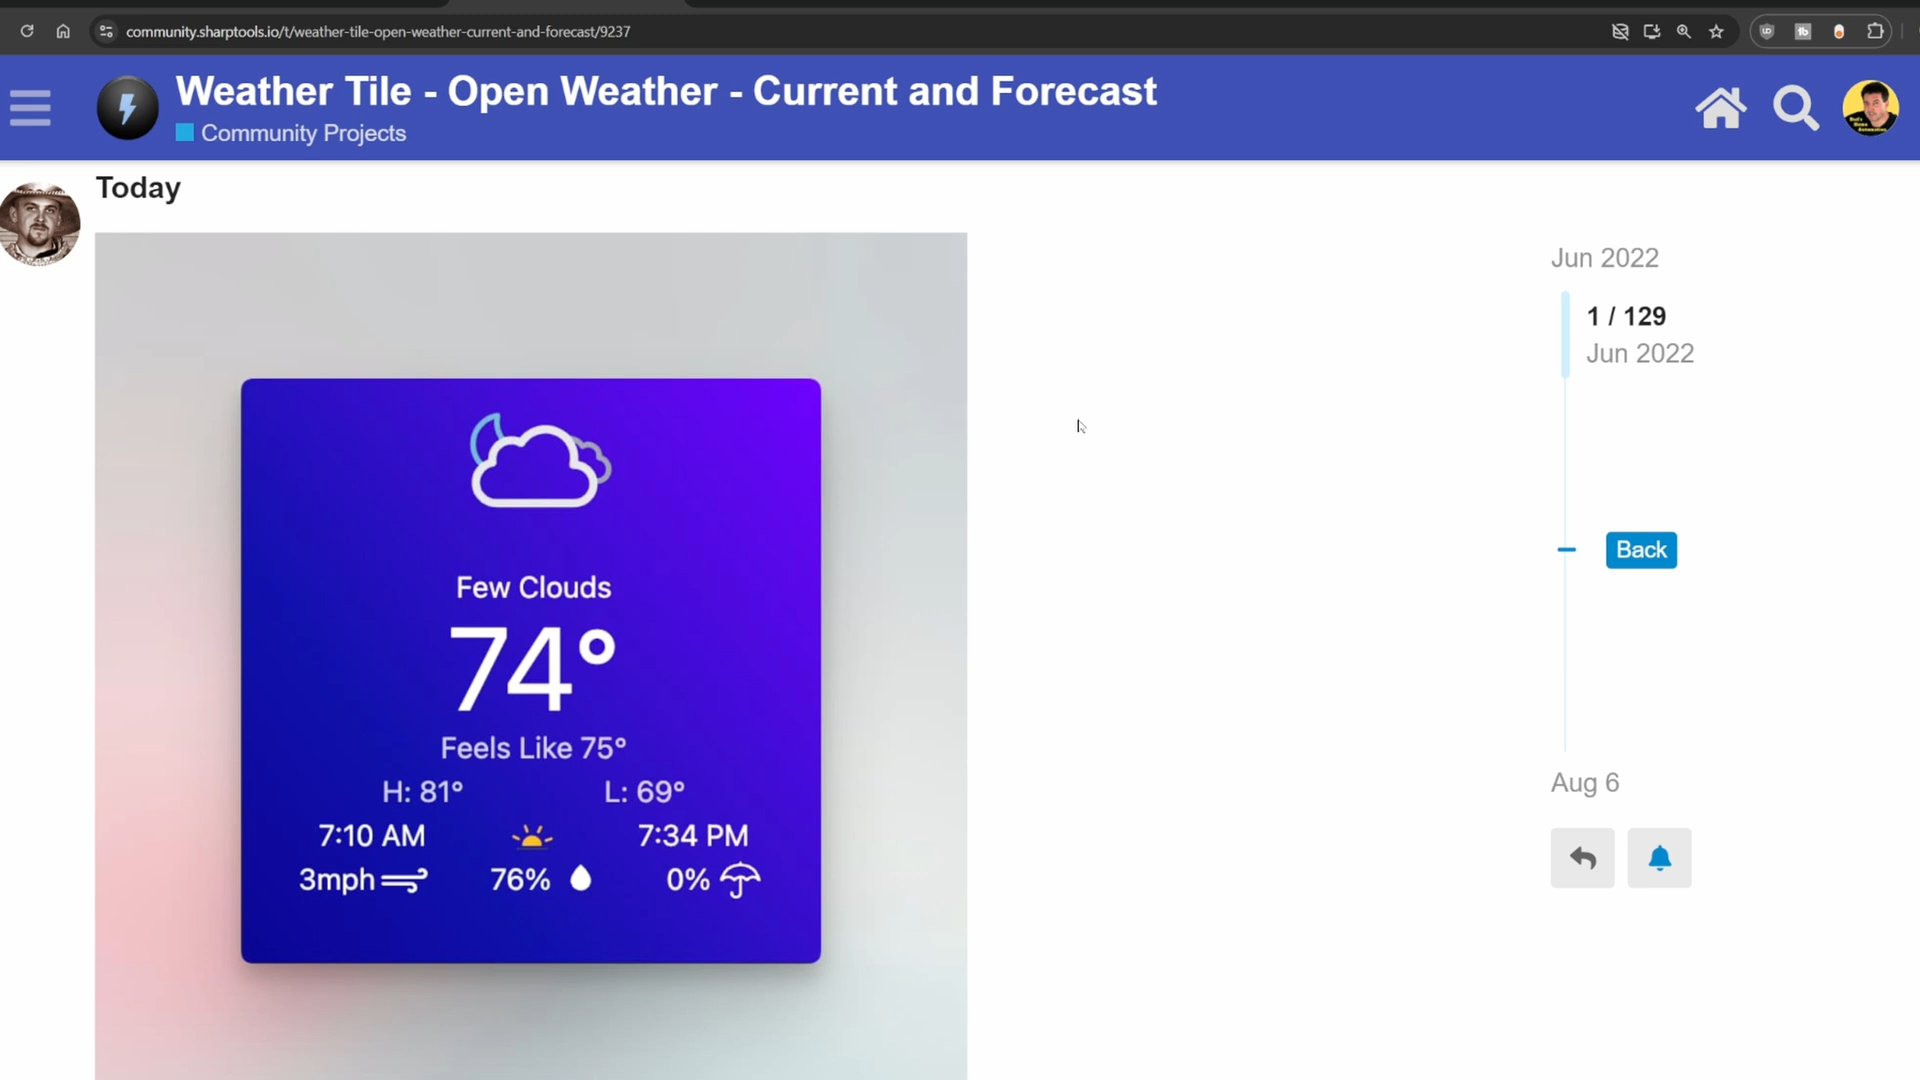 community.sharptools.io/t/weather-tile-open-weather-current-and-forecast/9237
Weather Tile - Open Weather - Current and Forecast
Community Projects
Today
Few Clouds
74°
Feels Like 75°
H: 81° L: 69°
7:10 AM 7:34 PM
3mph 76% 0%
Jun 2022
1 / 129
Jun 2022
Back
Aug 6